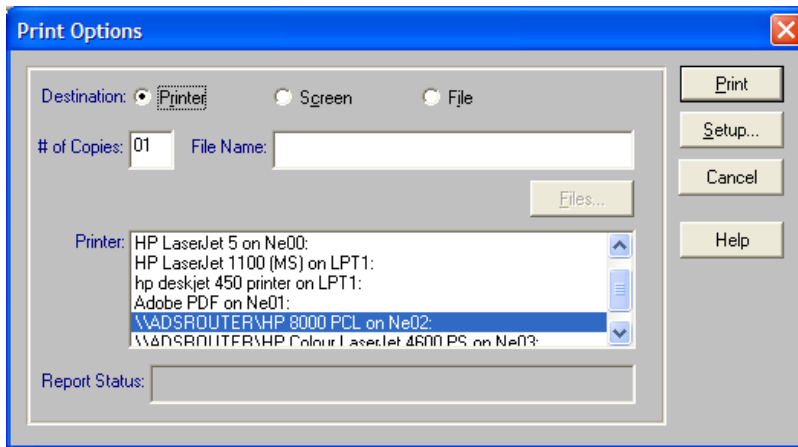 Print Options
Destination: Printer Screen File
# of Copies: 01 File Name:
Files...
Printer: HP LaserJet 5 on Ne00:
HP LaserJet 1100 (MS) on LPT1:
hp deskjet 450 printer on LPT1:
Adobe PDF on Ne01:
\\ADSROUTER\HP 8000 PCL on Ne02:
\\ADSROUTER\HP Colour LaserJet 4600 PS on Ne03:
Report Status:
Print
Setup...
Cancel
Help